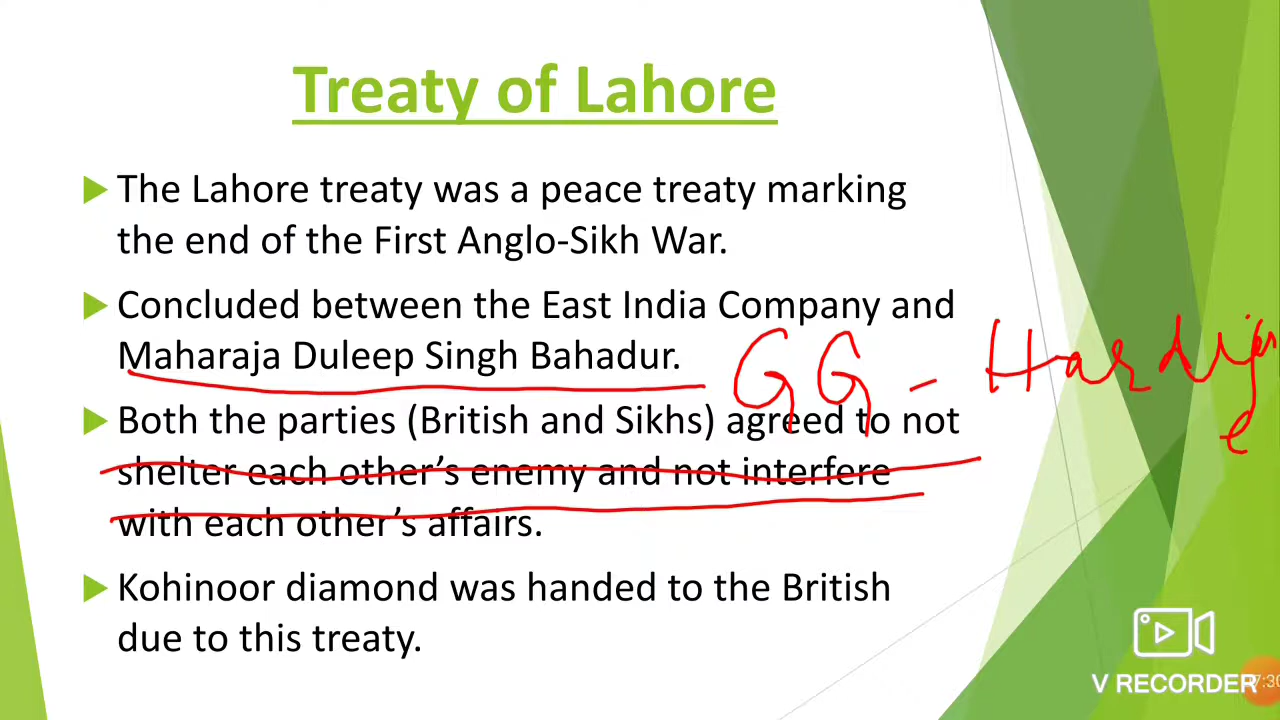 Treaty of Lahore
The Lahore treaty was a peace treaty marking
the end of the First Anglo-Sikh War.
Concluded between the East India Company and
Maharaja Duleep Singh Bahadur.
GG - Harding
e
Both the parties (British and Sikhs) agreed to not
shelter each other's enemy and not interfere
with each other's affairs.
Kohinoor diamond was handed to the British
due to this treaty.
V RECORDER
7:30